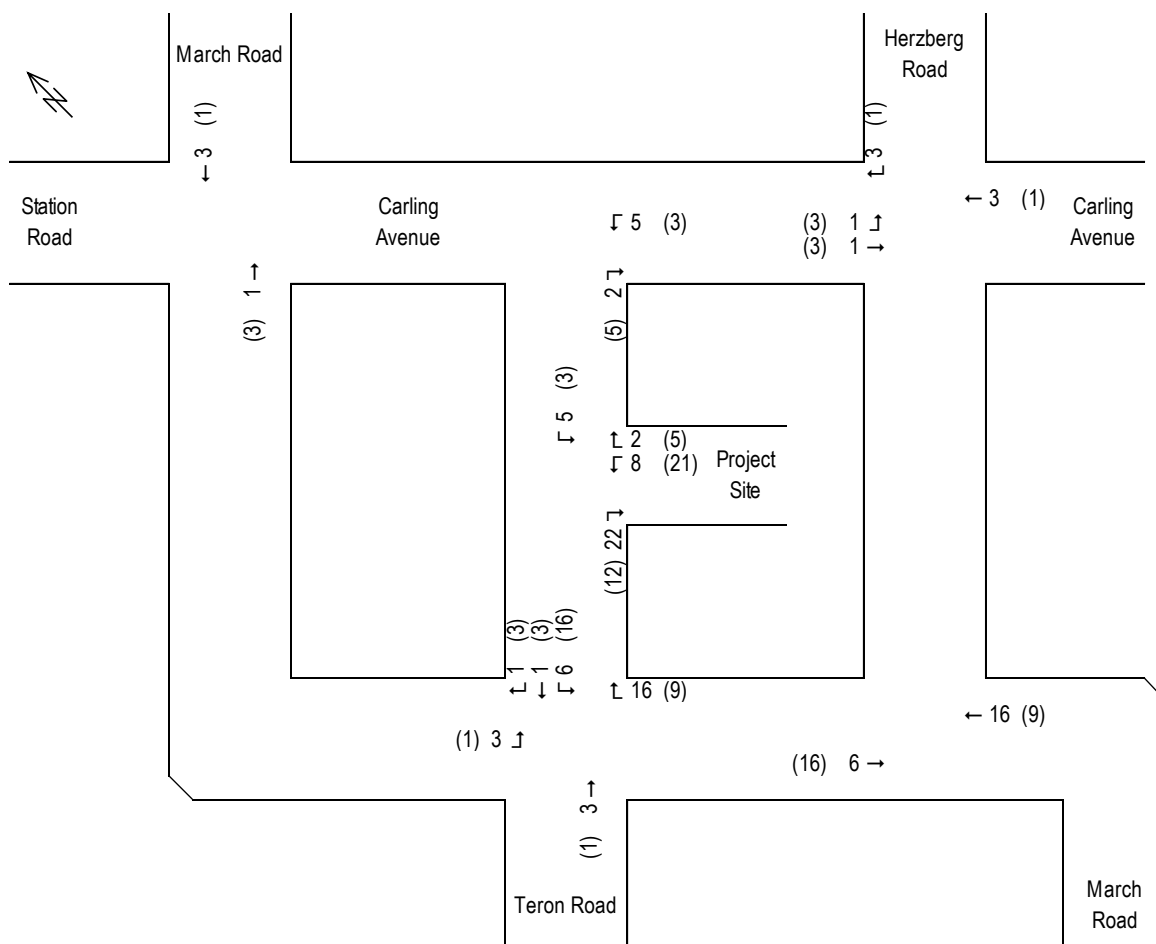 March Road
Herzberg
Road
3 (1)
3 (1)
Station
Road
Carling
Avenue
3 (1)
Carling
Avenue
5 (3)
(3) 1
(3) 1
(3) 1
(5) 2
5 (3)
2 (5)
8 (21)
Project
Site
(12) 22
1 (3)
1 (3)
6 (16)
16 (9)
16 (9)
(1) 3
(16) 6
(1) 3
Teron Road
March
Road